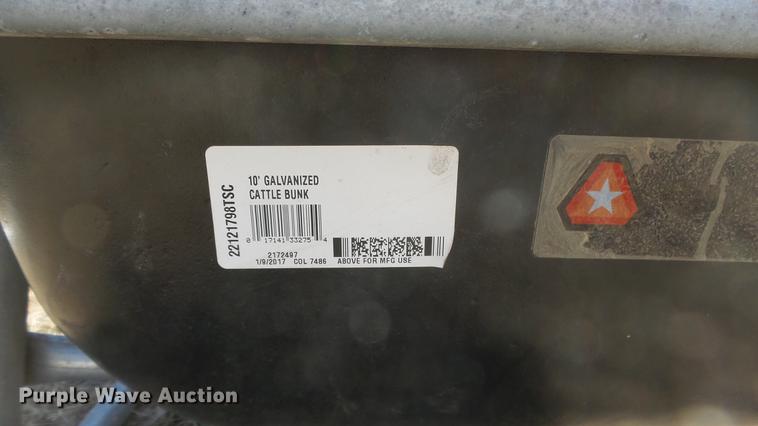 22121798TSC
10' GALVANIZED
CATTLE BUNK
0 17141 33275 4
2172497
1/9/2017 COL 7486
ABOVE FOR MFG USE
Purple Wave Auction